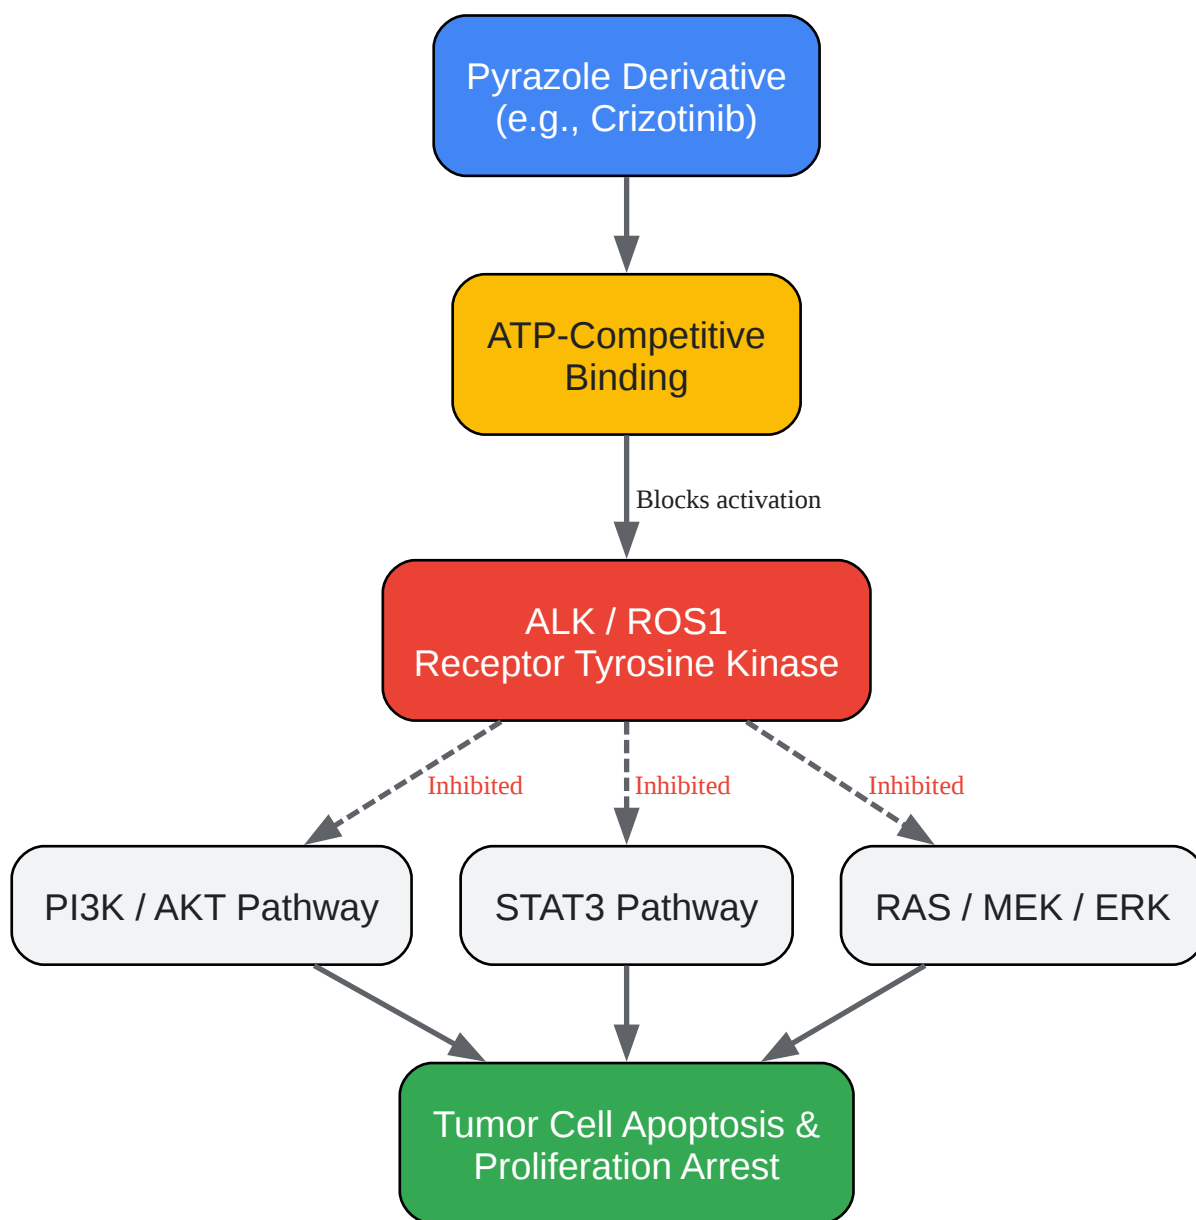 Pyrazole Derivative
(e.g., Crizotinib)
ATP-Competitive
Binding
Blocks activation
ALK / ROS1
Receptor Tyrosine Kinase
Inhibited
Inhibited
Inhibited
PI3K / AKT Pathway
STAT3 Pathway
RAS / MEK / ERK
Tumor Cell Apoptosis &
Proliferation Arrest